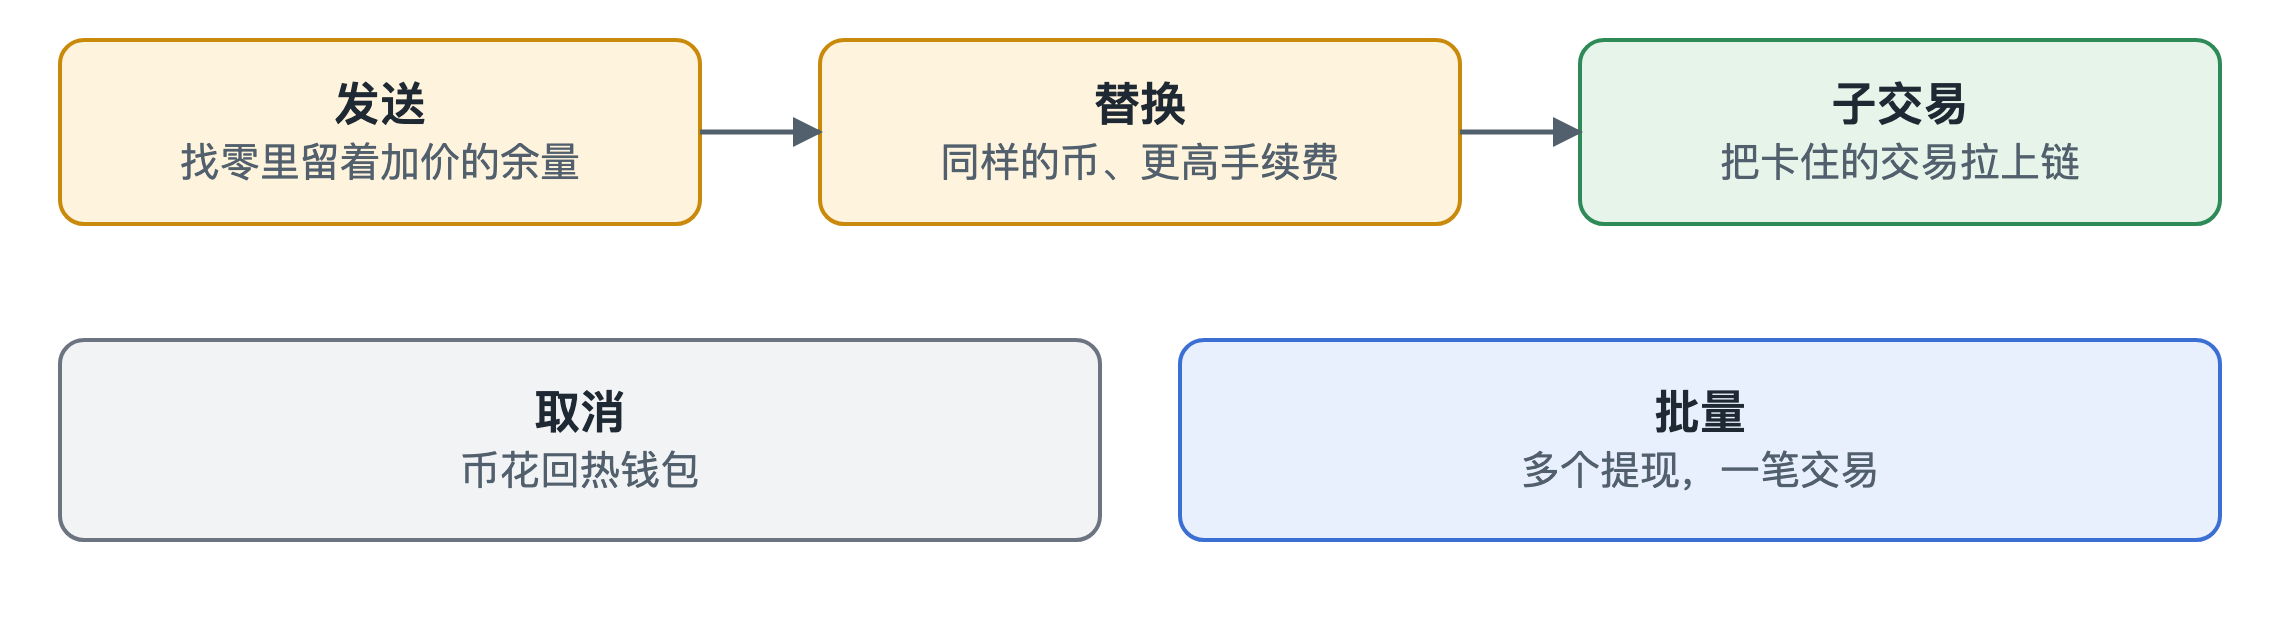 发送
找零里留着加价的余量
替换
同样的币、更高手续费
子交易
把卡住的交易拉上链
取消
币花回热钱包
批量
多个提现，一笔交易